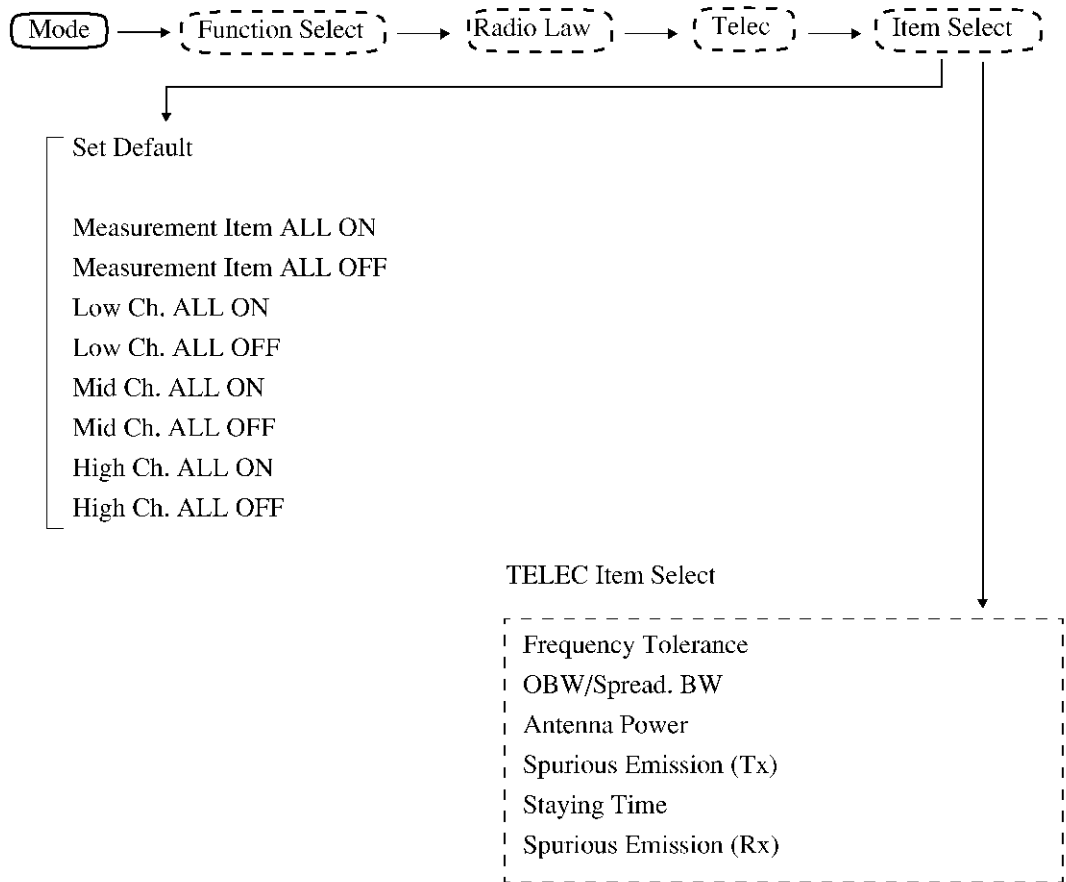 Mode Function Select Radio Law Telec Item Select
Set Default
Measurement Item ALL ON
Measurement Item ALL OFF
Low Ch. ALL ON
Low Ch. ALL OFF
Mid Ch. ALL ON
Mid Ch. ALL OFF
High Ch. ALL ON
High Ch. ALL OFF
TELEC Item Select
Frequency Tolerance
OBW/Spread. BW
Antenna Power
Spurious Emission (Tx)
Staying Time
Spurious Emission (Rx)